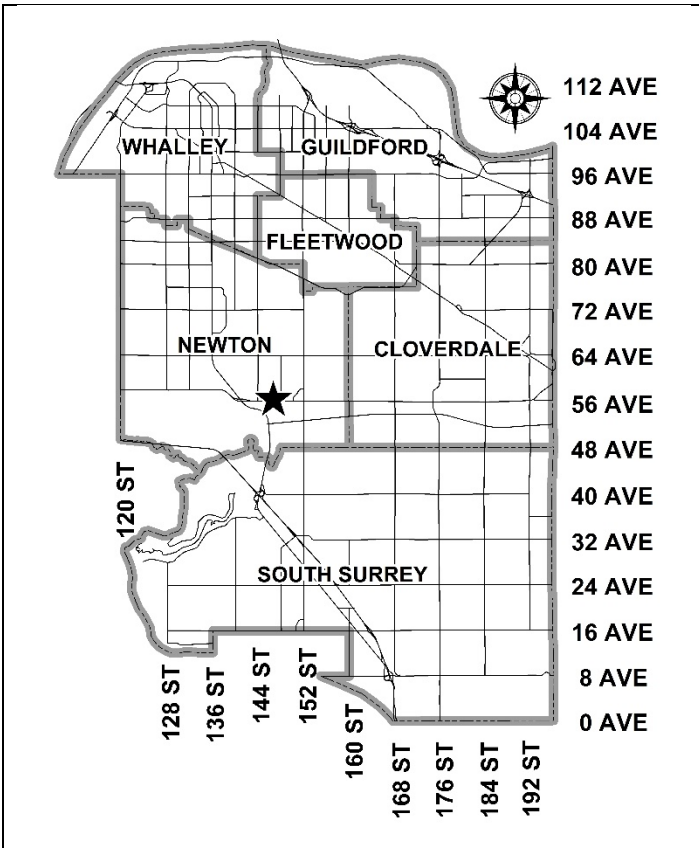 112 AVE
104 AVE
WHALLEY
GUILDFORD
96 AVE
88 AVE
FLEETWOOD
80 AVE
72 AVE
NEWTON
CLOVERDALE
64 AVE
56 AVE
48 AVE
120 ST
40 AVE
32 AVE
SOUTH SURREY
24 AVE
16 AVE
128 ST
136 ST
144 ST
152 ST
8 AVE
160 ST
0 AVE
168 ST
176 ST
184 ST
192 ST